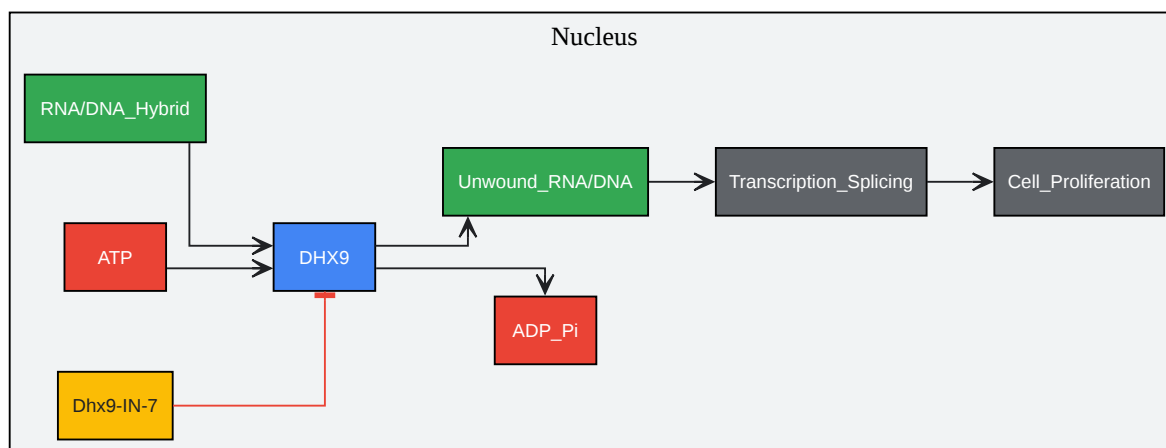 Nucleus
RNA/DNA_Hybrid
Unwound_RNA/DNA
Transcription_Splicing
Cell_Proliferation
ATP
DHX9
ADP_Pi
Dhx9-IN-7